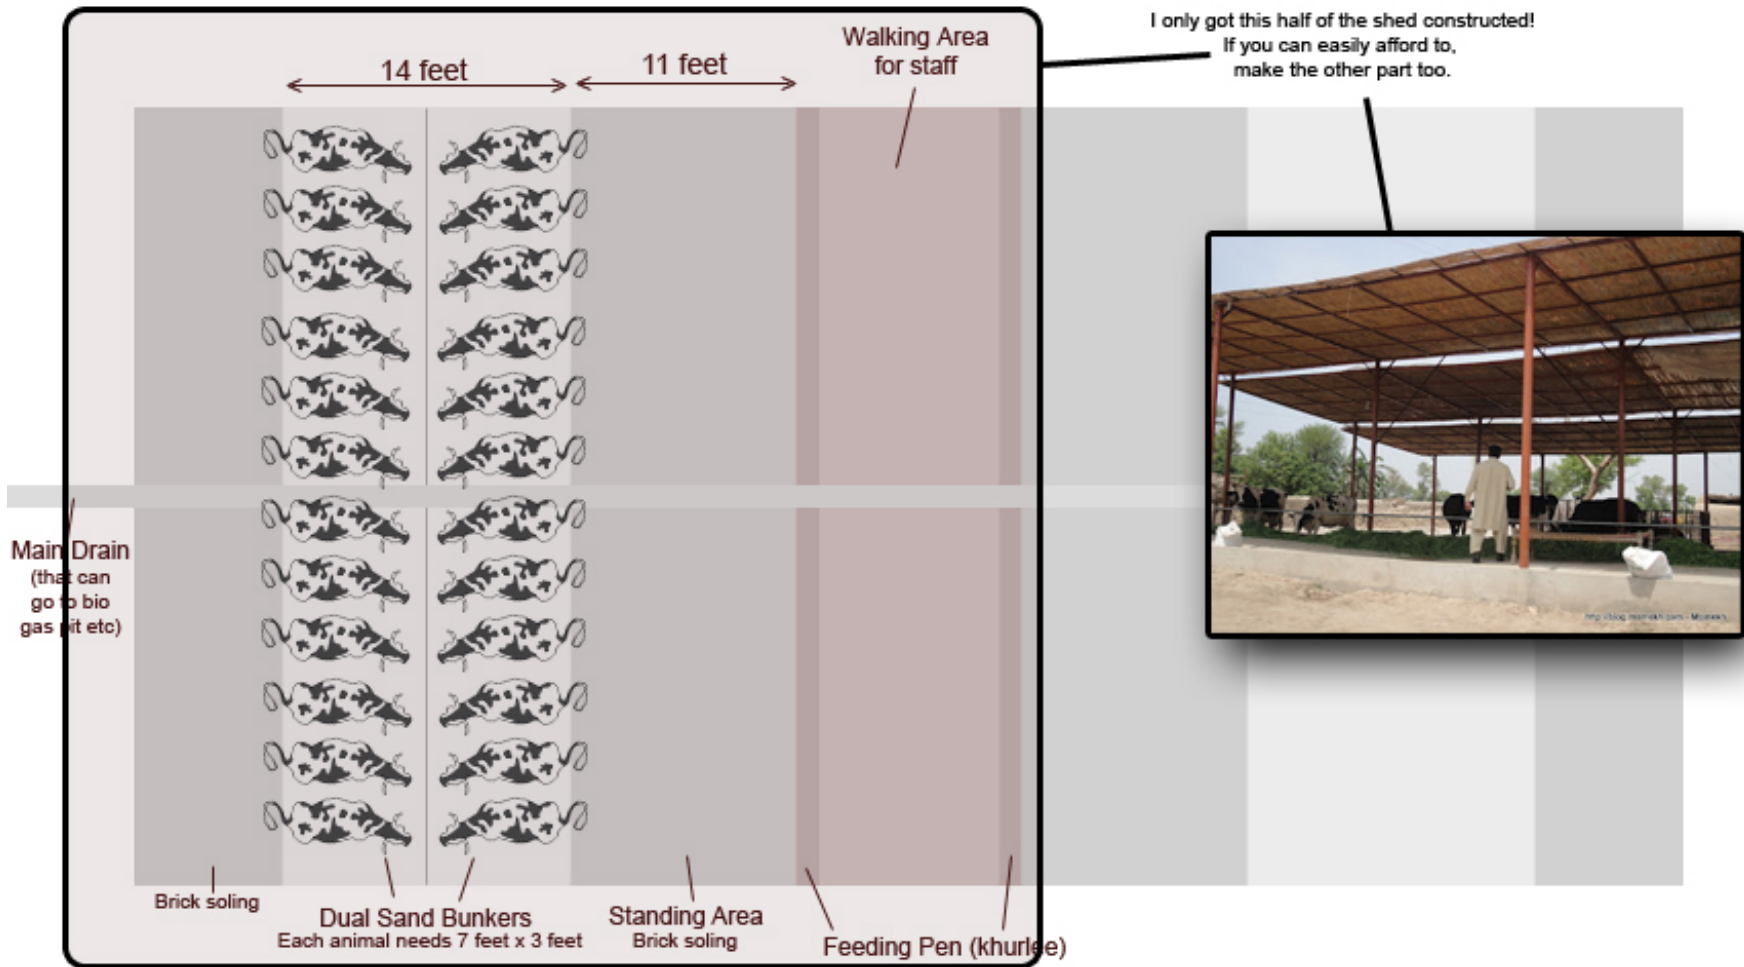 I only got this half of the shed constructed!
If you can easily afford to,
make the other part too.
Walking Area
for staff
14 feet
11 feet
Main Drain
(that can
go to bio
gas pit etc)
Brick soling
Dual Sand Bunkers
Each animal needs 7 feet x 3 feet
Standing Area
Brick soling
Feeding Pen (khurlee)